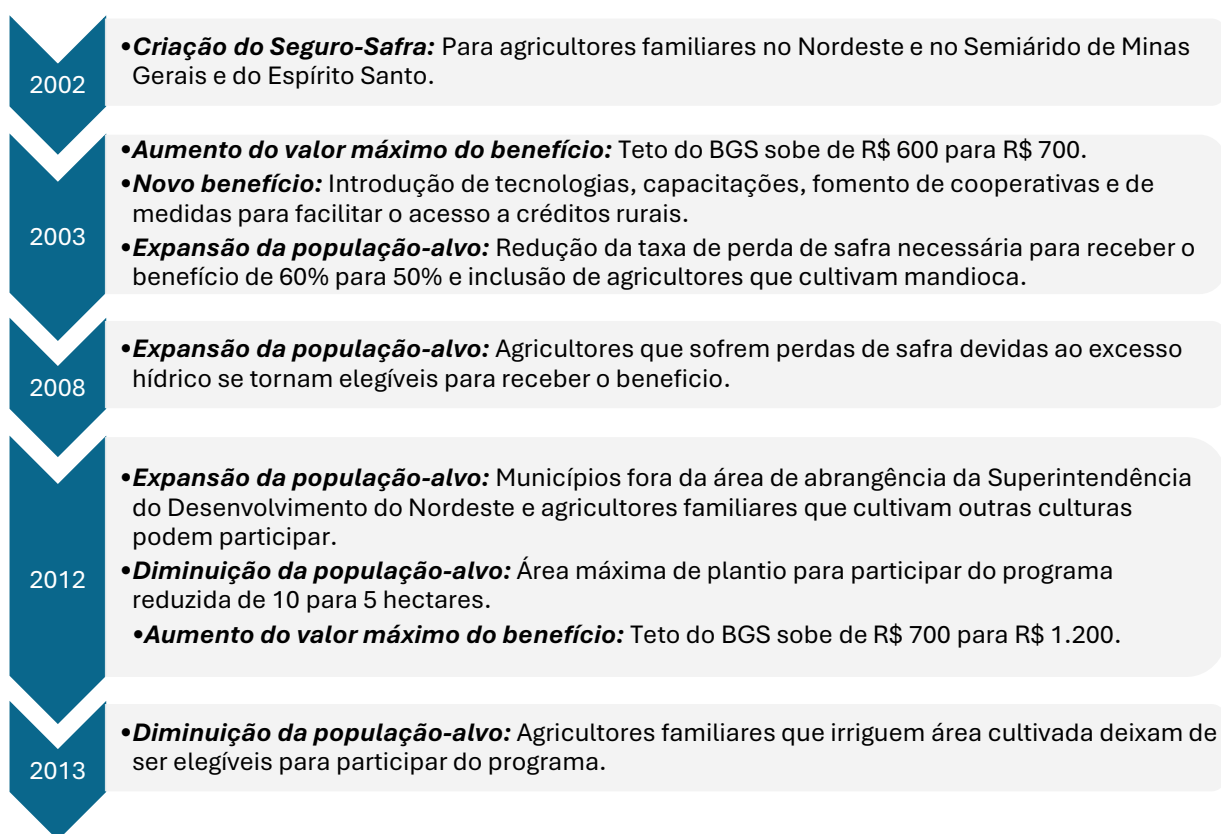 2002
•Criação do Seguro-Safra: Para agricultores familiares no Nordeste e no Semiárido de Minas
Gerais e do Espírito Santo.
2003
•Aumento do valor máximo do benefício: Teto do BGS sobe de R$ 600 para R$ 700.
•Novo benefício: Introdução de tecnologias, capacitações, fomento de cooperativas e de
medidas para facilitar o acesso a créditos rurais.
•Expansão da população-alvo: Redução da taxa de perda de safra necessária para receber o
benefício de 60% para 50% e inclusão de agricultores que cultivam mandioca.
2008
•Expansão da população-alvo: Agricultores que sofrem perdas de safra devidas ao excesso
hídrico se tornam elegíveis para receber o beneficio.
2012
•Expansão da população-alvo: Municípios fora da área de abrangência da Superintendência
do Desenvolvimento do Nordeste e agricultores familiares que cultivam outras culturas
podem participar.
•Diminuição da população-alvo: Área máxima de plantio para participar do programa
reduzida de 10 para 5 hectares.
•Aumento do valor máximo do benefício: Teto do BGS sobe de R$ 700 para R$ 1.200.
2013
•Diminuição da população-alvo: Agricultores familiares que irriguem área cultivada deixam de
ser elegíveis para participar do programa.